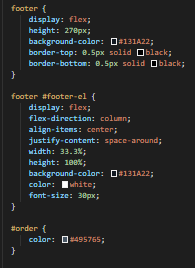 footer {
display: flex;
height: 270px;
background-color: #131A22;
border-top: 0.5px solid black;
border-bottom: 0.5px solid black;
}
footer #footer-el {
display: flex;
flex-direction: column;
align-items: center;
justify-content: space-around;
width: 33.3%;
height: 100%;
background-color: #131A22;
color: white;
font-size: 30px;
}
#order {
color: #495765;